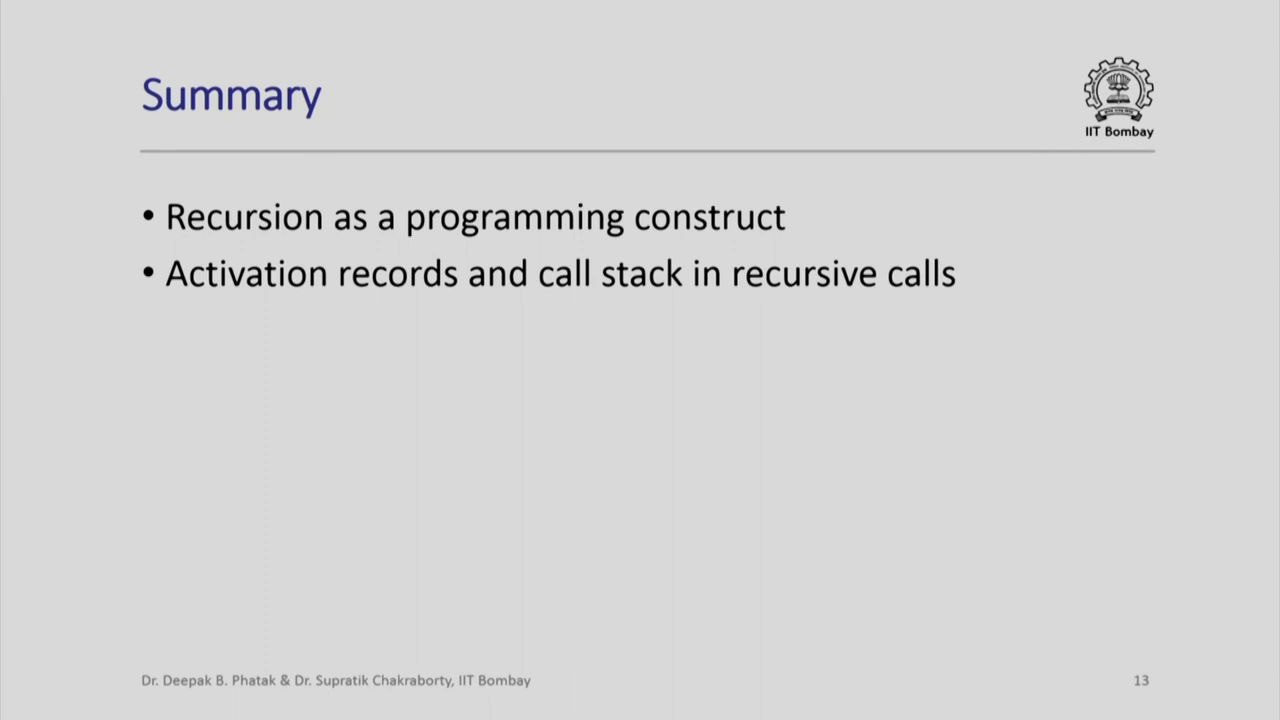 Summary
IIT Bombay
• Recursion as a programming construct
• Activation records and call stack in recursive calls
Dr. Deepak B. Phatak & Dr. Supratik Chakraborty, IIT Bombay
13